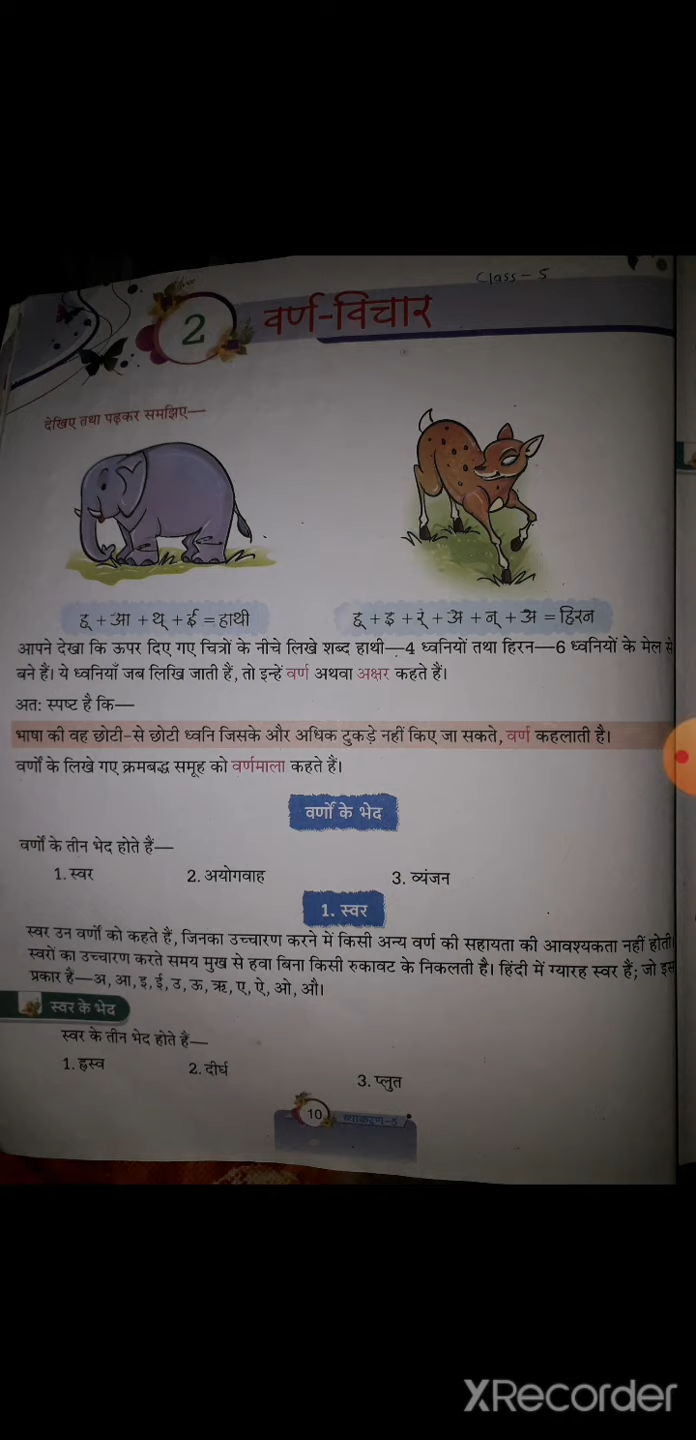 Class - 5
2 वर्ण-विचार
देखिए तथा पढ़कर समझिए—
ह् + आ + थ् + ई = हाथी
ह् + इ + र् + अ + न् + अ = हिरन
आपने देखा कि ऊपर दिए गए चित्रों के नीचे लिखे शब्द हाथी—4 ध्वनियों तथा हिरन—6 ध्वनियों के मेल से
बने हैं। ये ध्वनियाँ जब लिखि जाती हैं, तो इन्हें वर्ण अथवा अक्षर कहते हैं।
अतः स्पष्ट है कि—
भाषा की वह छोटी-से छोटी ध्वनि जिसके और अधिक टुकड़े नहीं किए जा सकते, वर्ण कहलाती है।
वर्णों के लिखे गए क्रमबद्ध समूह को वर्णमाला कहते हैं।
वर्णों के भेद
वर्णों के तीन भेद होते हैं—
1. स्वर 2. अयोगवाह 3. व्यंजन
1. स्वर
स्वर उन वर्णों को कहते हैं, जिनका उच्चारण करने में किसी अन्य वर्ण की सहायता की आवश्यकता नहीं होती।
स्वरों का उच्चारण करते समय मुख से हवा बिना किसी रुकावट के निकलती है। हिंदी में ग्यारह स्वर हैं; जो इस
प्रकार है—अ, आ, इ, ई, उ, ऊ, ऋ, ए, ऐ, ओ, औ।
स्वर के भेद
स्वर के तीन भेद होते हैं—
1. ह्रस्व 2. दीर्घ 3. प्लुत
10 व्याकरण-5
XRecorder